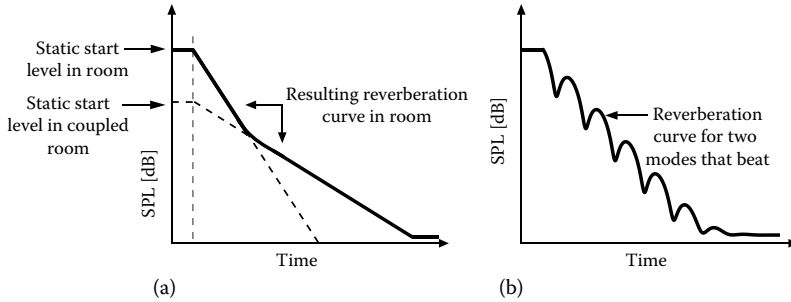 Static start
level in room
Static start
level in coupled
room
Resulting reverberation
curve in room
SPL [dB]
Time
(a)
SPL [dB]
Reverberation
curve for two
modes that beat
Time
(b)